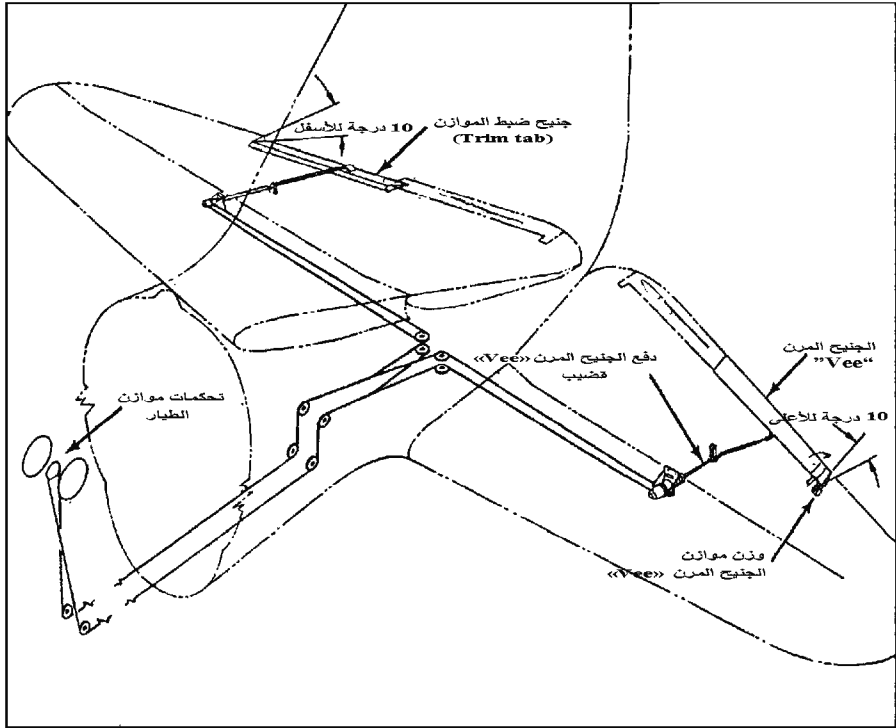 جنيح ضبط الموازن
(Trim tab)
10 درجة للأسفل
الجنيح المرن
"Vee“
دفع الجنيح المرن «Vee»
قضيب
10 درجة للأعلى
تحكمات موازن
الطيار
وزن موازن
الجنيح المرن «Vee»